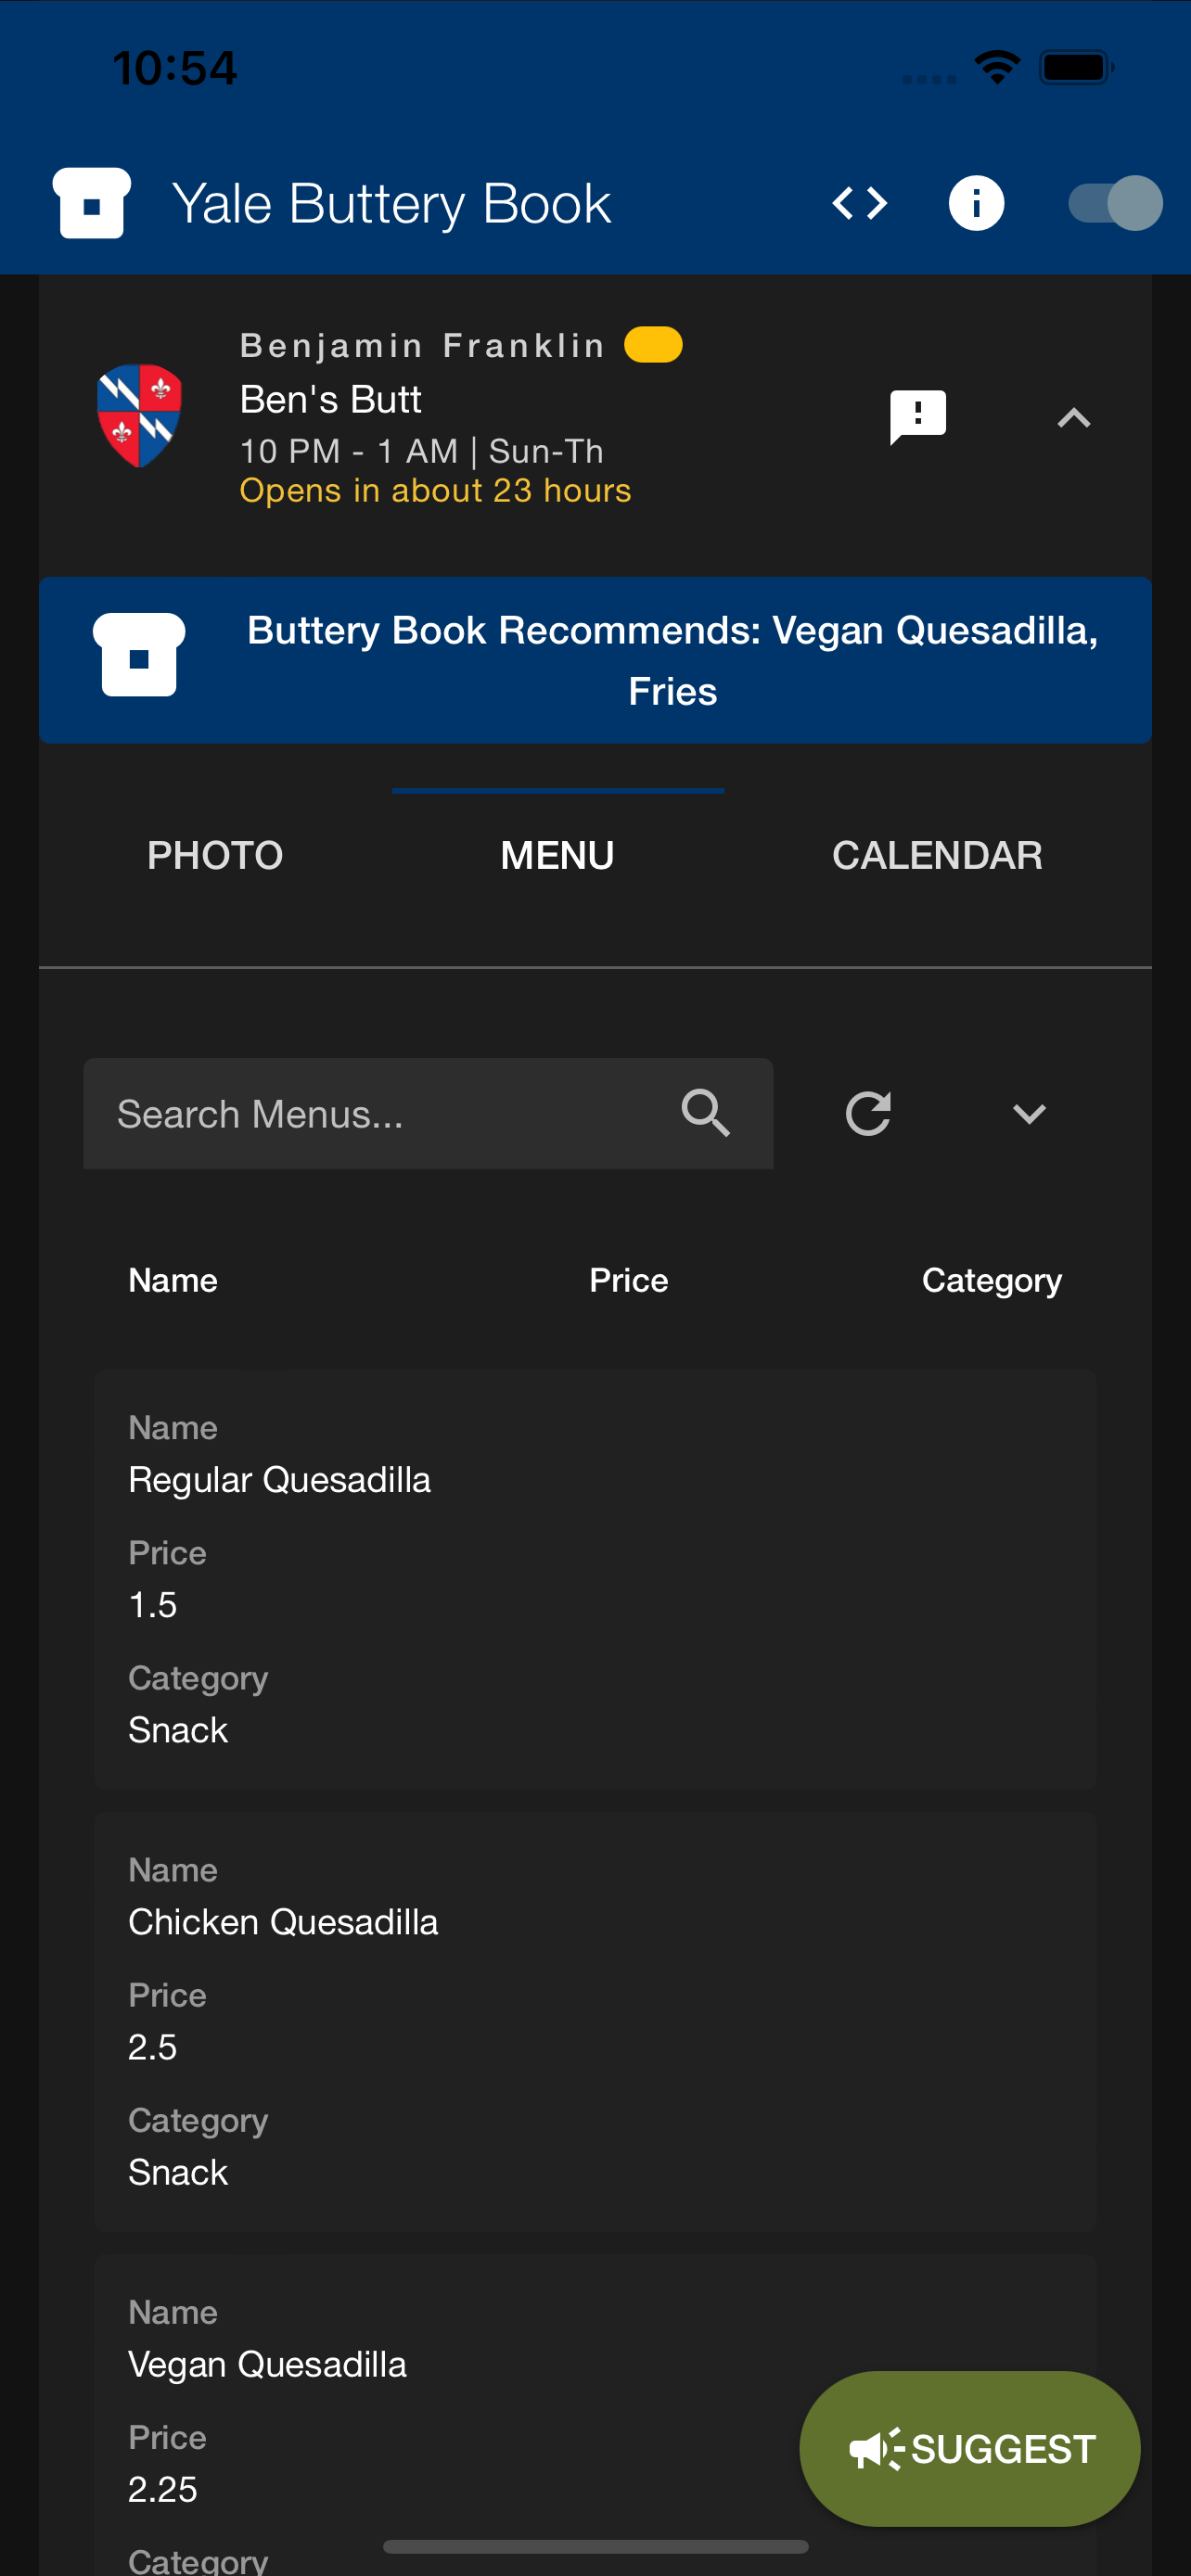 10:54
Yale Buttery Book
Benjamin Franklin
Ben's Butt
10 PM - 1 AM | Sun-Th
Opens in about 23 hours
Buttery Book Recommends: Vegan Quesadilla,
Fries
PHOTO MENU CALENDAR
Search Menus...
Name Price Category
Name
Regular Quesadilla
Price
1.5
Category
Snack
Name
Chicken Quesadilla
Price
2.5
Category
Snack
Name
Vegan Quesadilla
Price
2.25
SUGGEST
Category